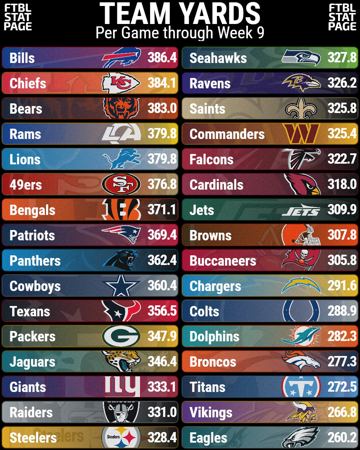 FTBL
STAT
PAGE
TEAM YARDS
Per Game through Week 9
FTBL
STAT
PAGE
Bills 386.4
Chiefs 384.1
Bears 383.0
Rams 379.8
Lions 379.8
49ers 376.8
Bengals 371.1
Patriots 369.4
Panthers 362.4
Cowboys 360.4
Texans 356.5
Packers 347.9
Jaguars 346.4
Giants ny 333.1
Raiders RAIDERS 331.0
Steelers Steelers 328.4
Seahawks 327.8
Ravens 326.2
Saints 325.8
Commanders W 325.4
Falcons 322.7
Cardinals 318.0
Jets JETS 309.9
Browns 307.8
Buccaneers 305.8
Chargers 291.6
Colts 288.9
Dolphins 282.3
Broncos 277.3
Titans 272.5
Vikings 266.8
Eagles 260.2